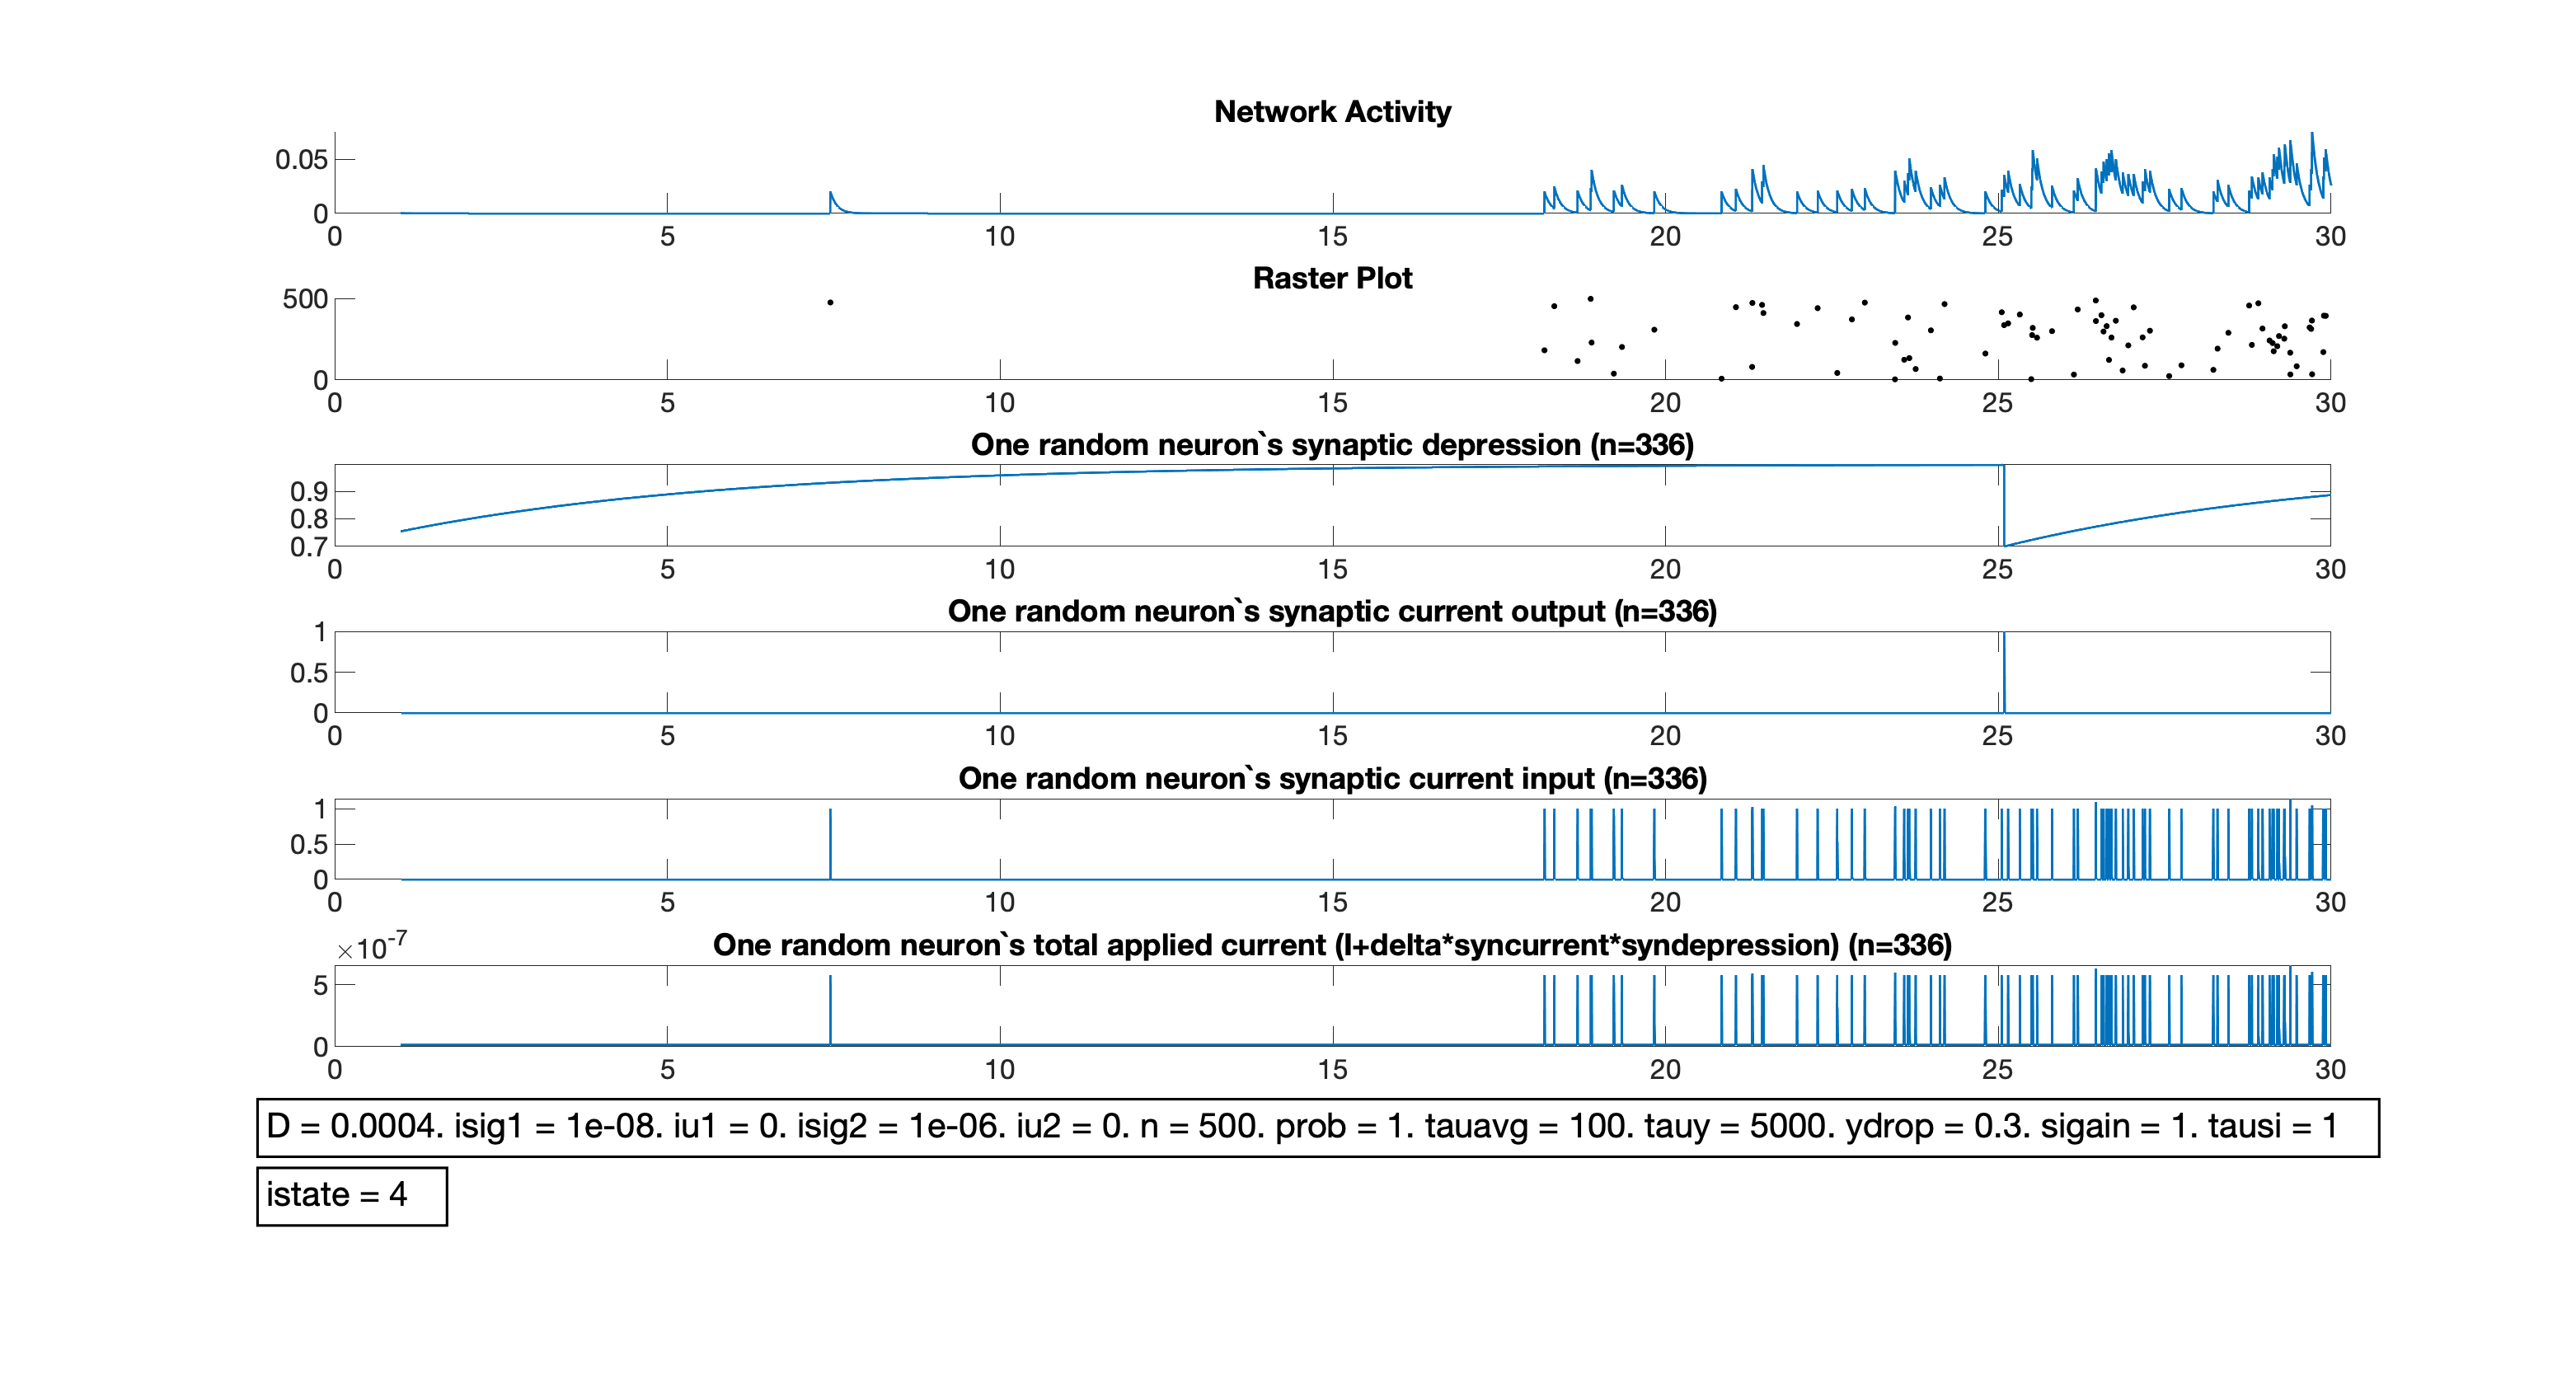 Network Activity
0.05
0
0 5 10 15 20 25 30
Raster Plot
500
0
0 5 10 15 20 25 30
One random neuron`s synaptic depression (n=336)
0.9
0.8
0.7
0 5 10 15 20 25 30
One random neuron`s synaptic current output (n=336)
1
0.5
0
0 5 10 15 20 25 30
One random neuron`s synaptic current input (n=336)
1
0.5
0
0 5 10 15 20 25 30
×10⁻⁷ One random neuron`s total applied current (I+delta*syncurrent*syndepression) (n=336)
5
0
0 5 10 15 20 25 30
D = 0.0004. isig1 = 1e-08. iu1 = 0. isig2 = 1e-06. iu2 = 0. n = 500. prob = 1. tauavg = 100. tauy = 5000. ydrop = 0.3. sigain = 1. tausi = 1
istate = 4